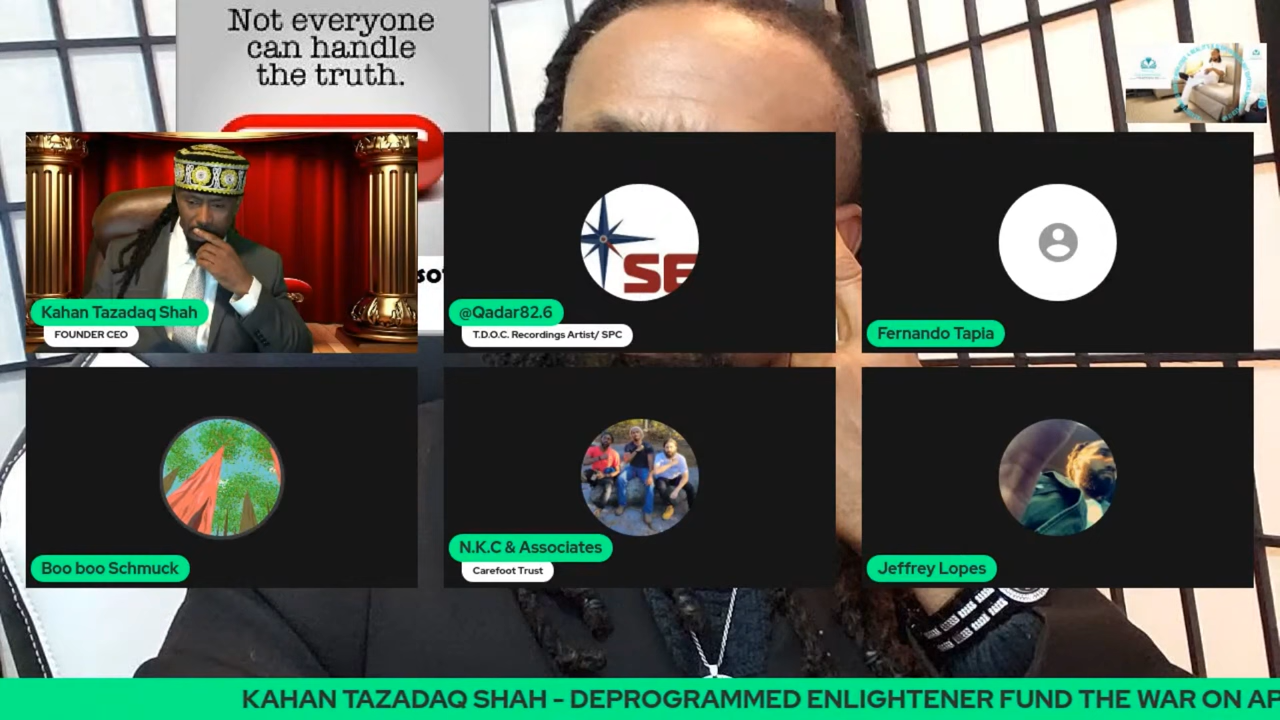 Not everyone
can handle
the truth.
Kahan Tazadaq Shah
FOUNDER CEO
SE
@Qadar82.6
T.D.O.C. Recordings Artist/ SPC
Fernando Tapia
Boo boo Schmuck
N.K.C & Associates
Carefoot Trust
Jeffrey Lopes
KAHAN TAZADAQ SHAH - DEPROGRAMMED ENLIGHTENER FUND THE WAR ON